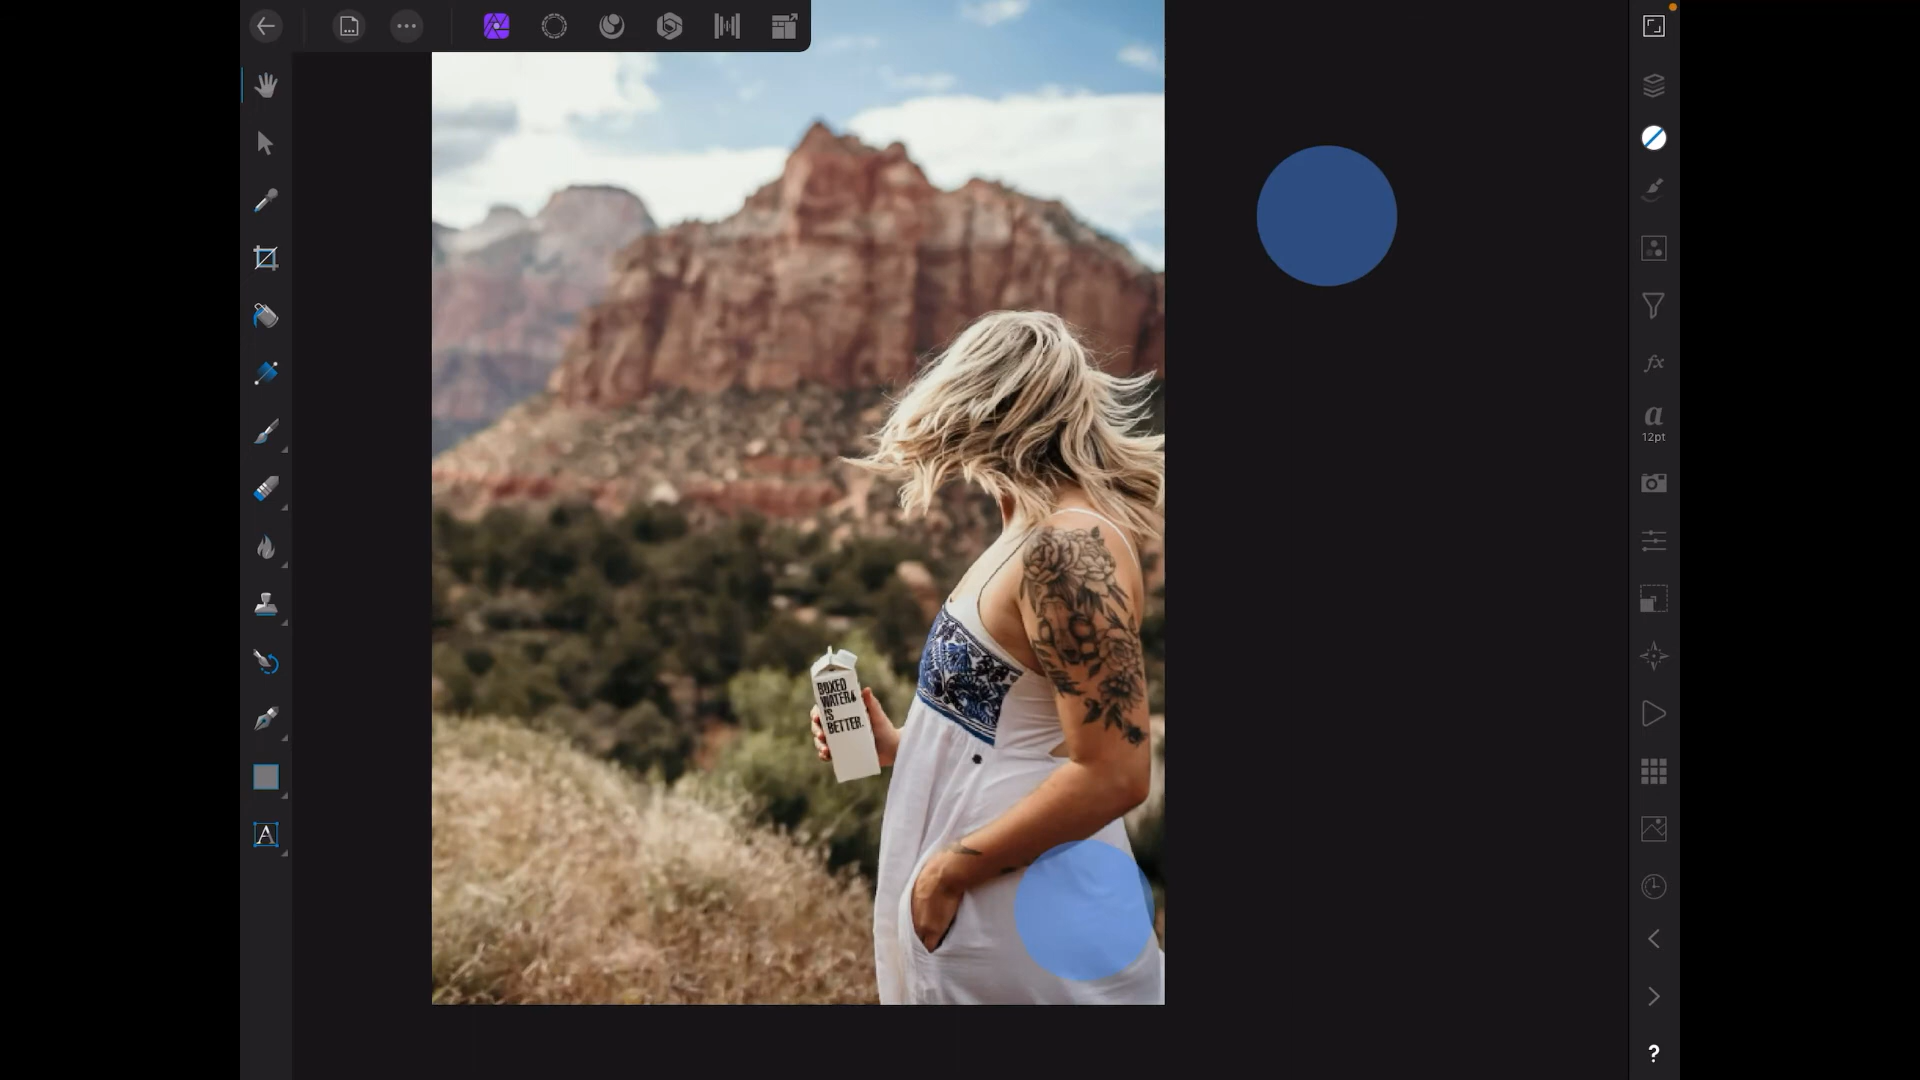 a
12pt
BOXED
WATER
IS
BETTER.
A
?